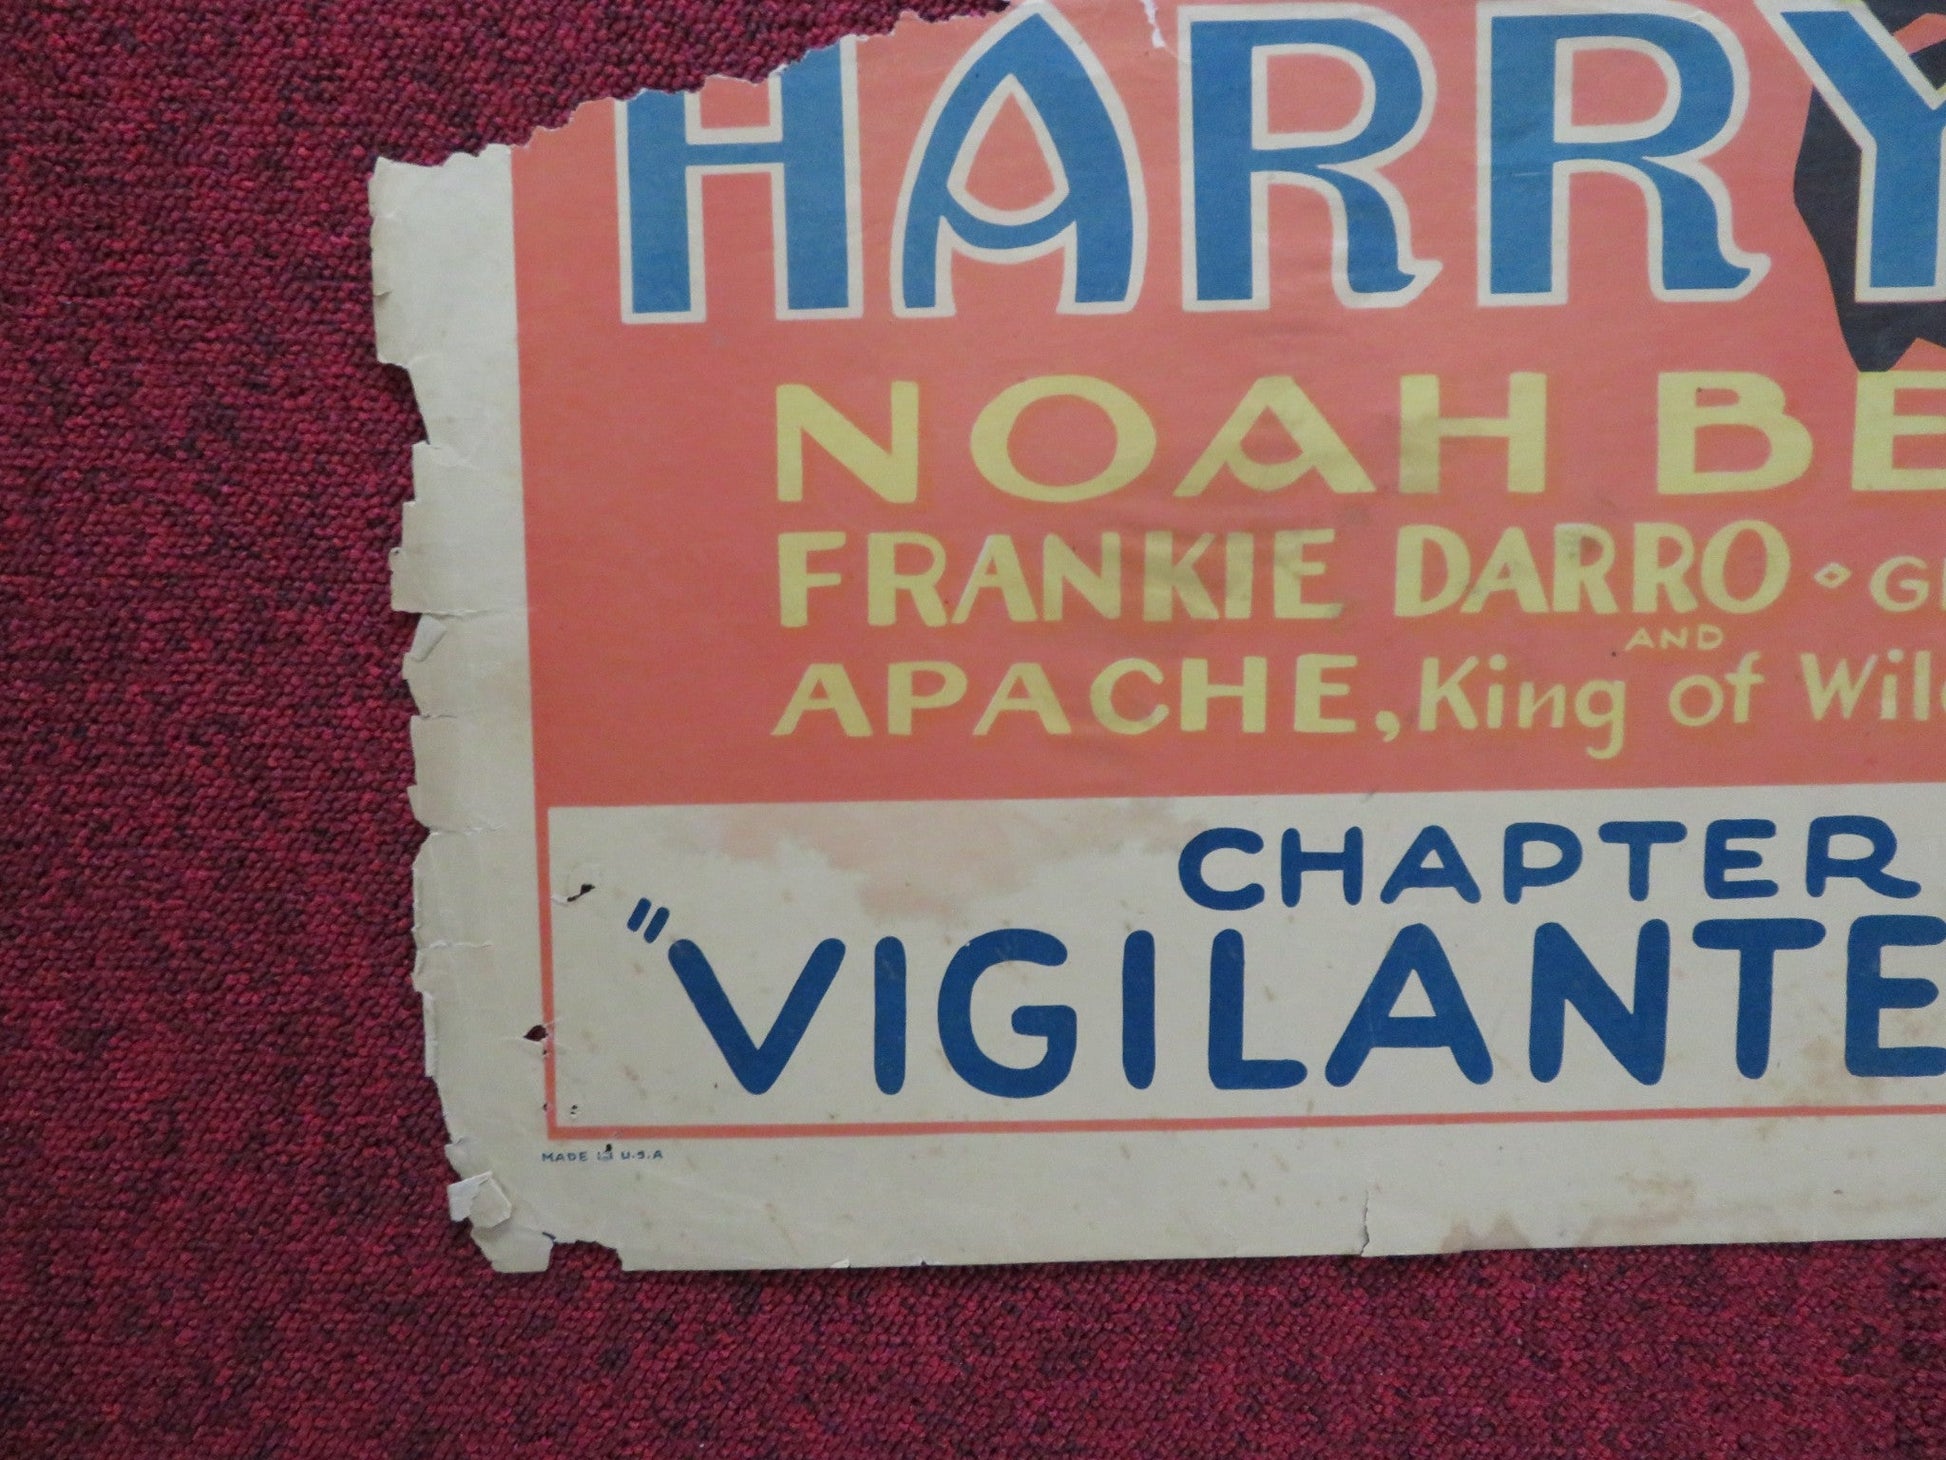 HARRY
NOAH BE
FRANKIE DARRO · G
AND
APACHE, King of Wil
CHAPTER
"VIGILANTE
MADE IN U.S.A